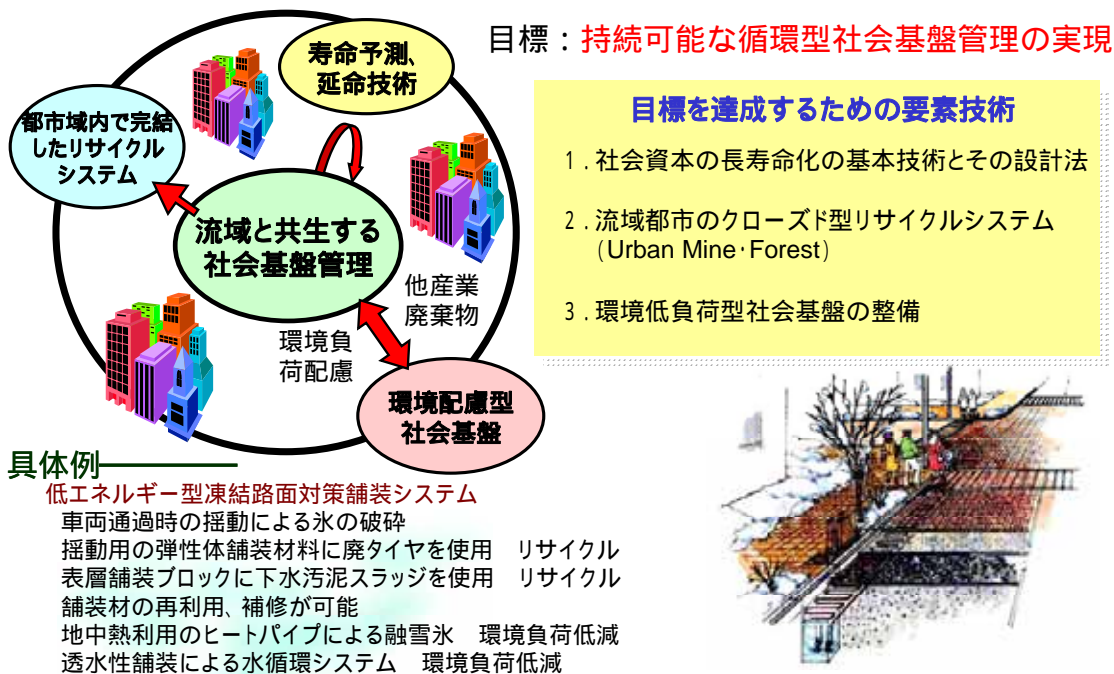 目標：持続可能な循環型社会基盤管理の実現
寿命予測、
延命技術
都市域内で完結
したリサイクル
システム
流域と共生する
社会基盤管理
他産業
廃棄物
環境負
荷配慮
環境配慮型
社会基盤
目標を達成するための要素技術
１．社会資本の長寿命化の基本技術とその設計法
２．流域都市のクローズド型リサイクルシステム
（Urban Mine･Forest）
３．環境低負荷型社会基盤の整備
具体例
低エネルギー型凍結路面対策舗装システム
車両通過時の揺動による氷の破砕
揺動用の弾性体舗装材料に廃タイヤを使用　リサイクル
表層舗装ブロックに下水汚泥スラッジを使用　リサイクル
舗装材の再利用、補修が可能
地中熱利用のヒートパイプによる融雪氷　環境負荷低減
透水性舗装による水循環システム　環境負荷低減